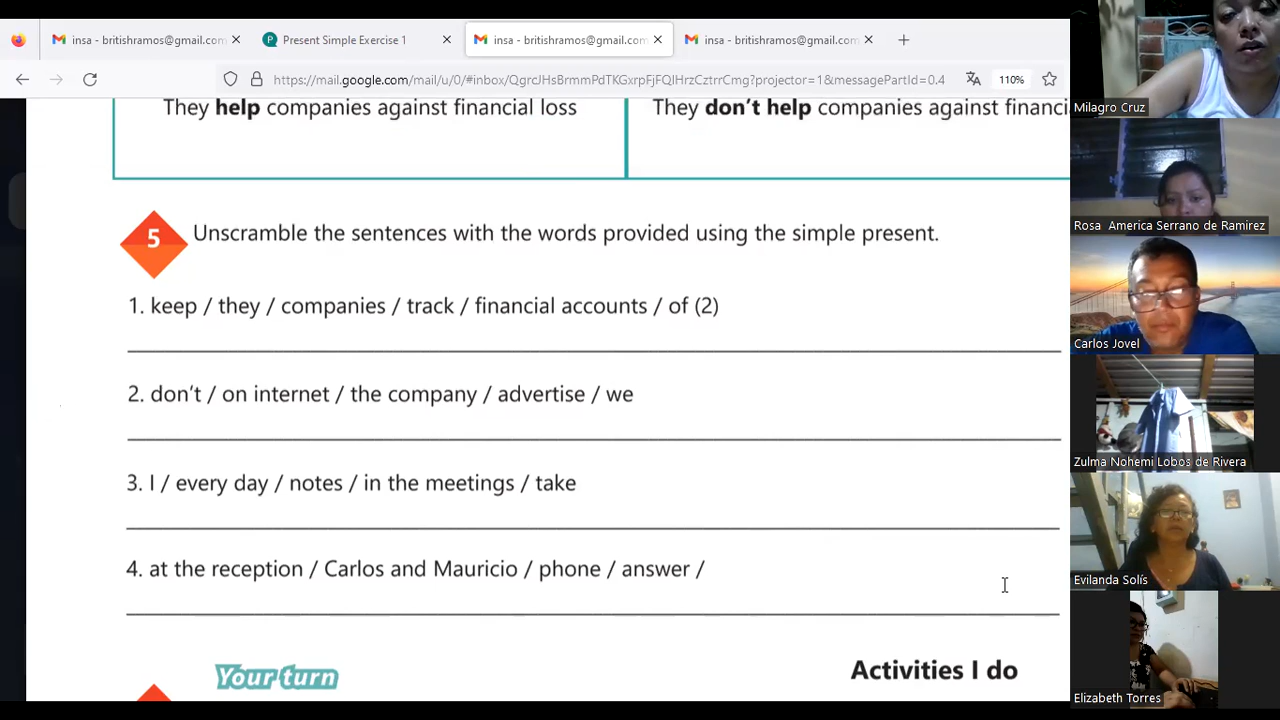 insa - britishramos@gmail.com
Present Simple Exercise 1
insa - britishramos@gmail.com
insa - britishramos@gmail.com
https://mail.google.com/mail/u/0/#inbox/QgrcJHsBrmmPdTKGxrpFjFQlHrzCztrrCmg?projector=1&messagePartId=0.4
110%
They help companies against financial loss
They don't help companies against financi
5
Unscramble the sentences with the words provided using the simple present.
1. keep / they / companies / track / financial accounts / of (2)
2. don't / on internet / the company / advertise / we
3. I / every day / notes / in the meetings / take
4. at the reception / Carlos and Mauricio / phone / answer /
Your turn
Activities I do
Milagro Cruz
Rosa America Serrano de Ramirez
Carlos Jovel
Zulma Nohemi Lobos de Rivera
Evilanda Solís
Elizabeth Torres